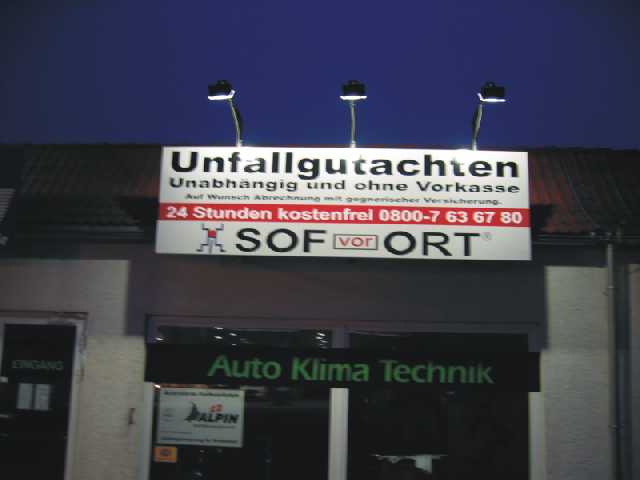 Unfallgutachten
Unabhängig und ohne Vorkasse
Auf Wunsch Abrechnung mit gegnerischer Versicherung.
24 Stunden kostenfrei 0800-7 63 67 80
SOF vor ORT®
EINGANG
Auto Klima Technik
ALPIN